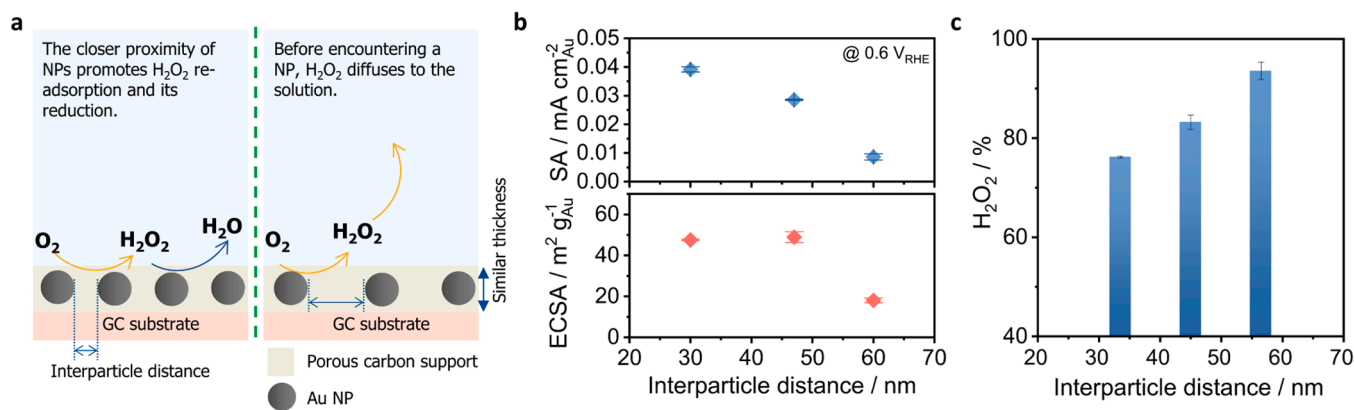 a
The closer proximity of
NPs promotes H₂O₂ re-
adsorption and its
reduction.
Before encountering a
NP, H₂O₂ diffuses to the
solution.
O₂
H₂O₂
H₂O
O₂
H₂O₂
Similar thickness
GC substrate
GC substrate
Interparticle distance
Porous carbon support
Au NP
b
@ 0.6 V_RHE
SA / mA cm⁻²_Au
0.05
0.04
0.03
0.02
0.01
0.00
ECSA / m² g⁻¹_Au
60
40
20
0
20 30 40 50 60 70
Interparticle distance / nm
c
H₂O₂ / %
100
80
60
40
20 30 40 50 60 70
Interparticle distance / nm